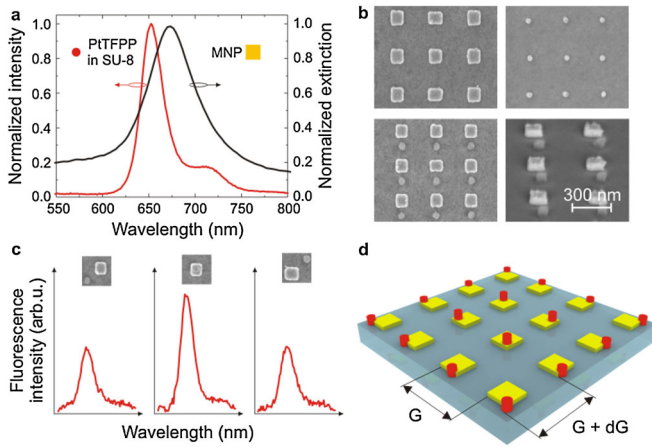 a
PtTFPP
in SU-8
MNP
Normalized intensity
Normalized extinction
1.0
0.8
0.6
0.4
0.2
0.0
1.0
0.8
0.6
0.4
0.2
0.0
550 600 650 700 750 800
Wavelength (nm)
b
300 nm
c
Fluorescence
intensity (arb.u.)
Wavelength (nm)
d
G
G + dG